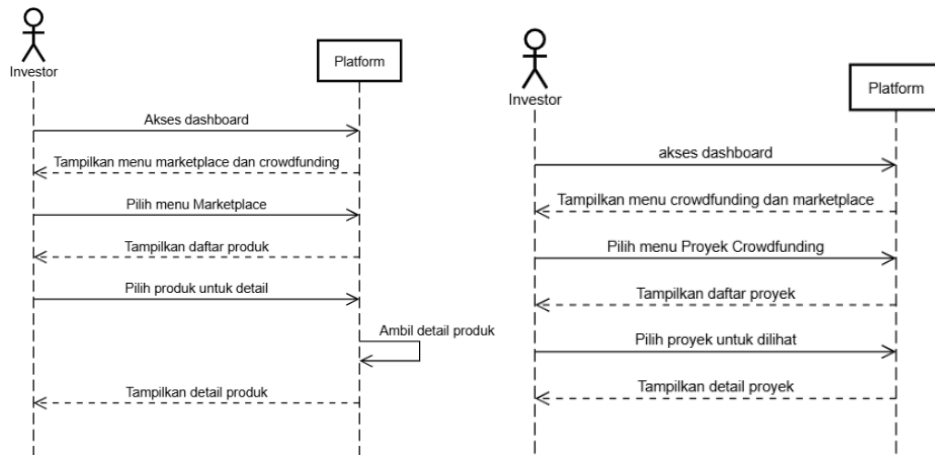 Investor
Platform
Akses dashboard
Tampilkan menu marketplace dan crowdfunding
Pilih menu Marketplace
Tampilkan daftar produk
Pilih produk untuk detail
Ambil detail produk
Tampilkan detail produk
Investor
Platform
akses dashboard
Tampilkan menu crowdfunding dan marketplace
Pilih menu Proyek Crowdfunding
Tampilkan daftar proyek
Pilih proyek untuk dilihat
Tampilkan detail proyek